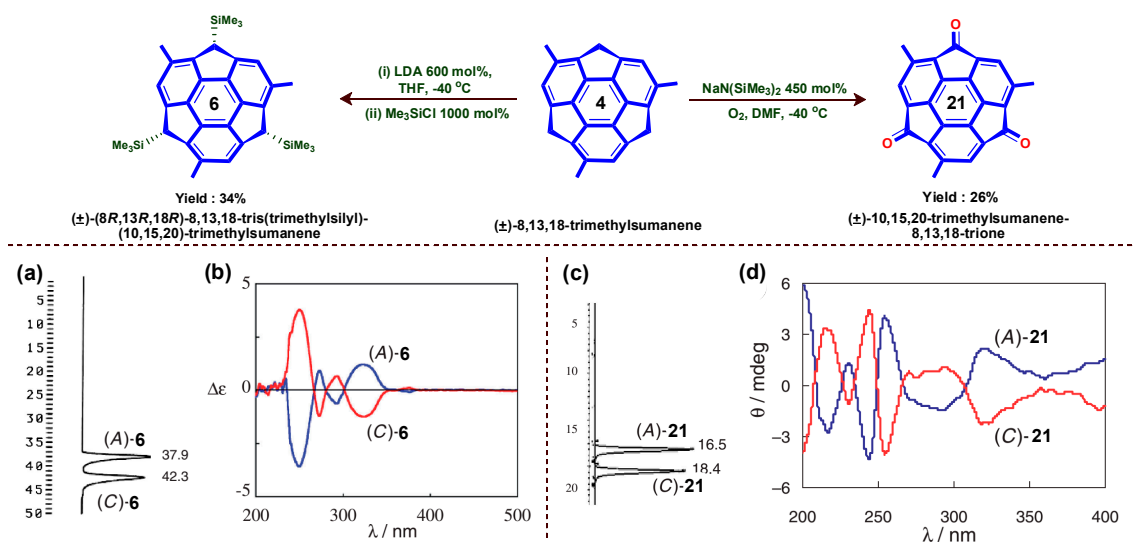 SiMe₃
6
Me₃Si
SiMe₃
Yield : 34%
(±)-(8R,13R,18R)-8,13,18-tris(trimethylsilyl)-
(10,15,20)-trimethylsumanene
(i) LDA 600 mol%,
THF, -40 °C
(ii) Me₃SiCl 1000 mol%
4
(±)-8,13,18-trimethylsumanene
NaN(SiMe₃)₂ 450 mol%
O₂, DMF, -40 °C
O
21
O
O
Yield : 26%
(±)-10,15,20-trimethylsumanene-
8,13,18-trione
(a)
5
10
15
20
25
30
35
40
45
50
(A)-6
37.9
42.3
(C)-6
(b)
5
0
-5
Δε
(A)-6
(C)-6
200
250
300
350
400
450
500
λ / nm
(c)
5
10
15
20
(A)-21
16.5
18.4
(C)-21
(d)
6
3
0
−3
−6
θ / mdeg
(A)-21
(C)-21
200
250
300
350
400
λ / nm